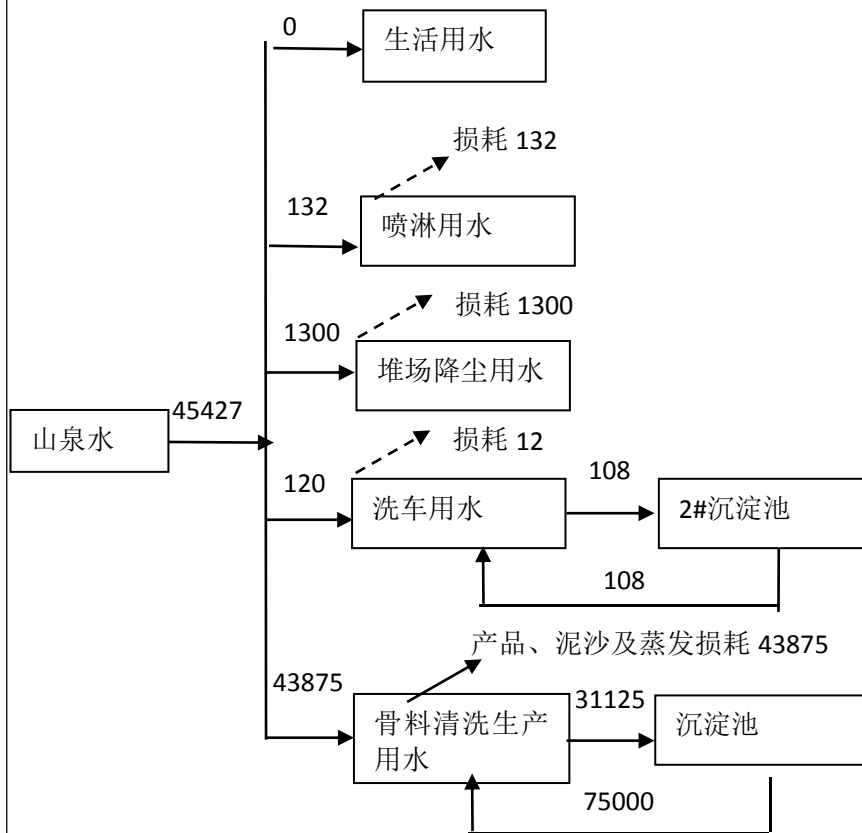 0
生活用水
损耗 132
132
喷淋用水
损耗 1300
1300
堆场降尘用水
45427
山泉水
损耗 12
120
108
洗车用水
2#沉淀池
108
产品、泥沙及蒸发损耗 43875
43875
31125
骨料清洗生产
用水
沉淀池
75000